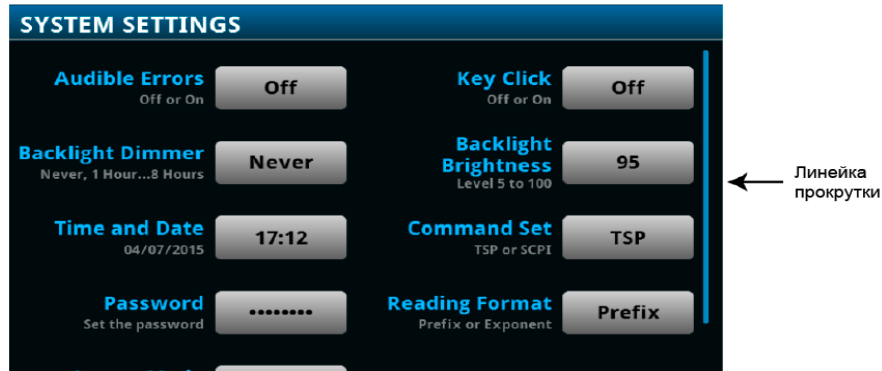 SYSTEM SETTINGS
Audible Errors
Off or On
Off
Key Click
Off or On
Off
Backlight Dimmer
Never, 1 Hour...8 Hours
Never
Backlight
Brightness
Level 5 to 100
95
Time and Date
04/07/2015
17:12
Command Set
TSP or SCPI
TSP
Password
Set the password
••••••••
Reading Format
Prefix or Exponent
Prefix
Линейка
прокрутки